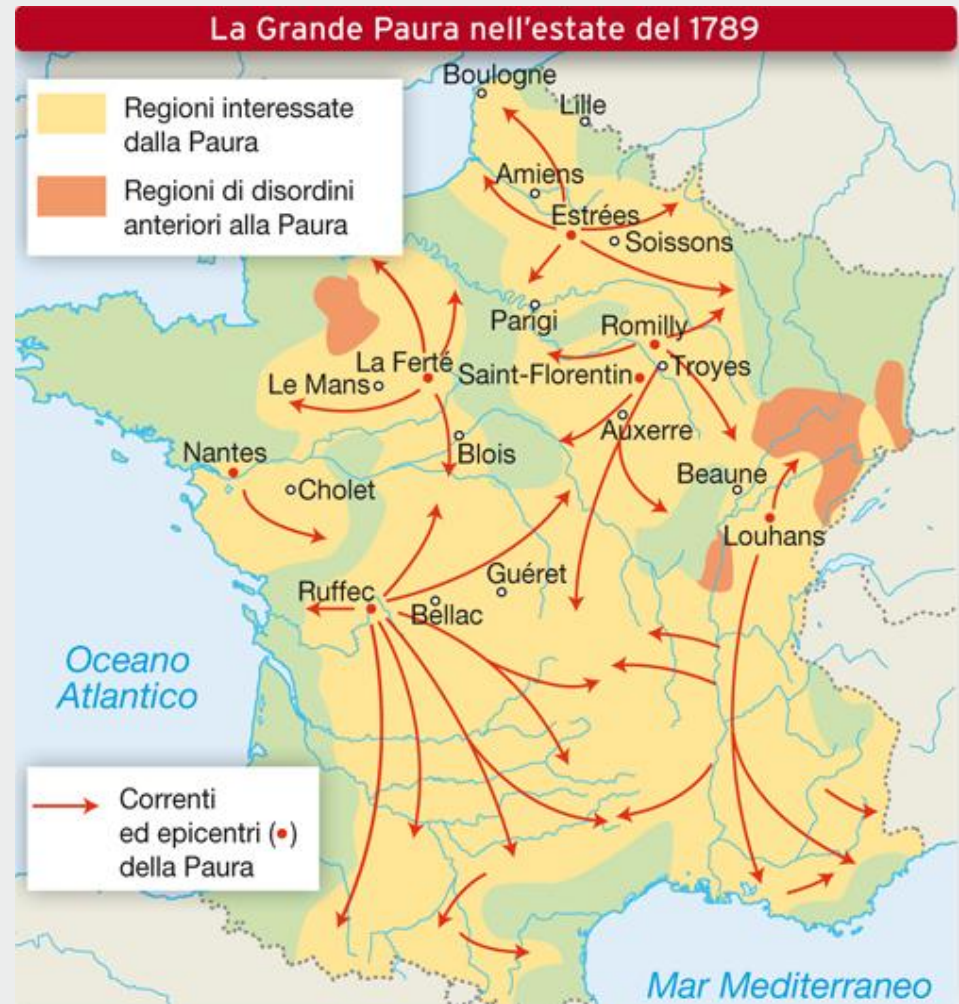 La Grande Paura nell'estate del 1789
Regioni interessate
dalla Paura
Regioni di disordini
anteriori alla Paura
Boulogne
Lille
Amiens
Estrées
Soissons
Parigi
Romilly
Troyes
La Ferté
Le Mans
Saint-Florentin
Auxerre
Blois
Nantes
Cholet
Beaune
Louhans
Guéret
Ruffec
Bellac
Oceano
Atlantico
Correnti
ed epicentri (•)
della Paura
Mar Mediterraneo